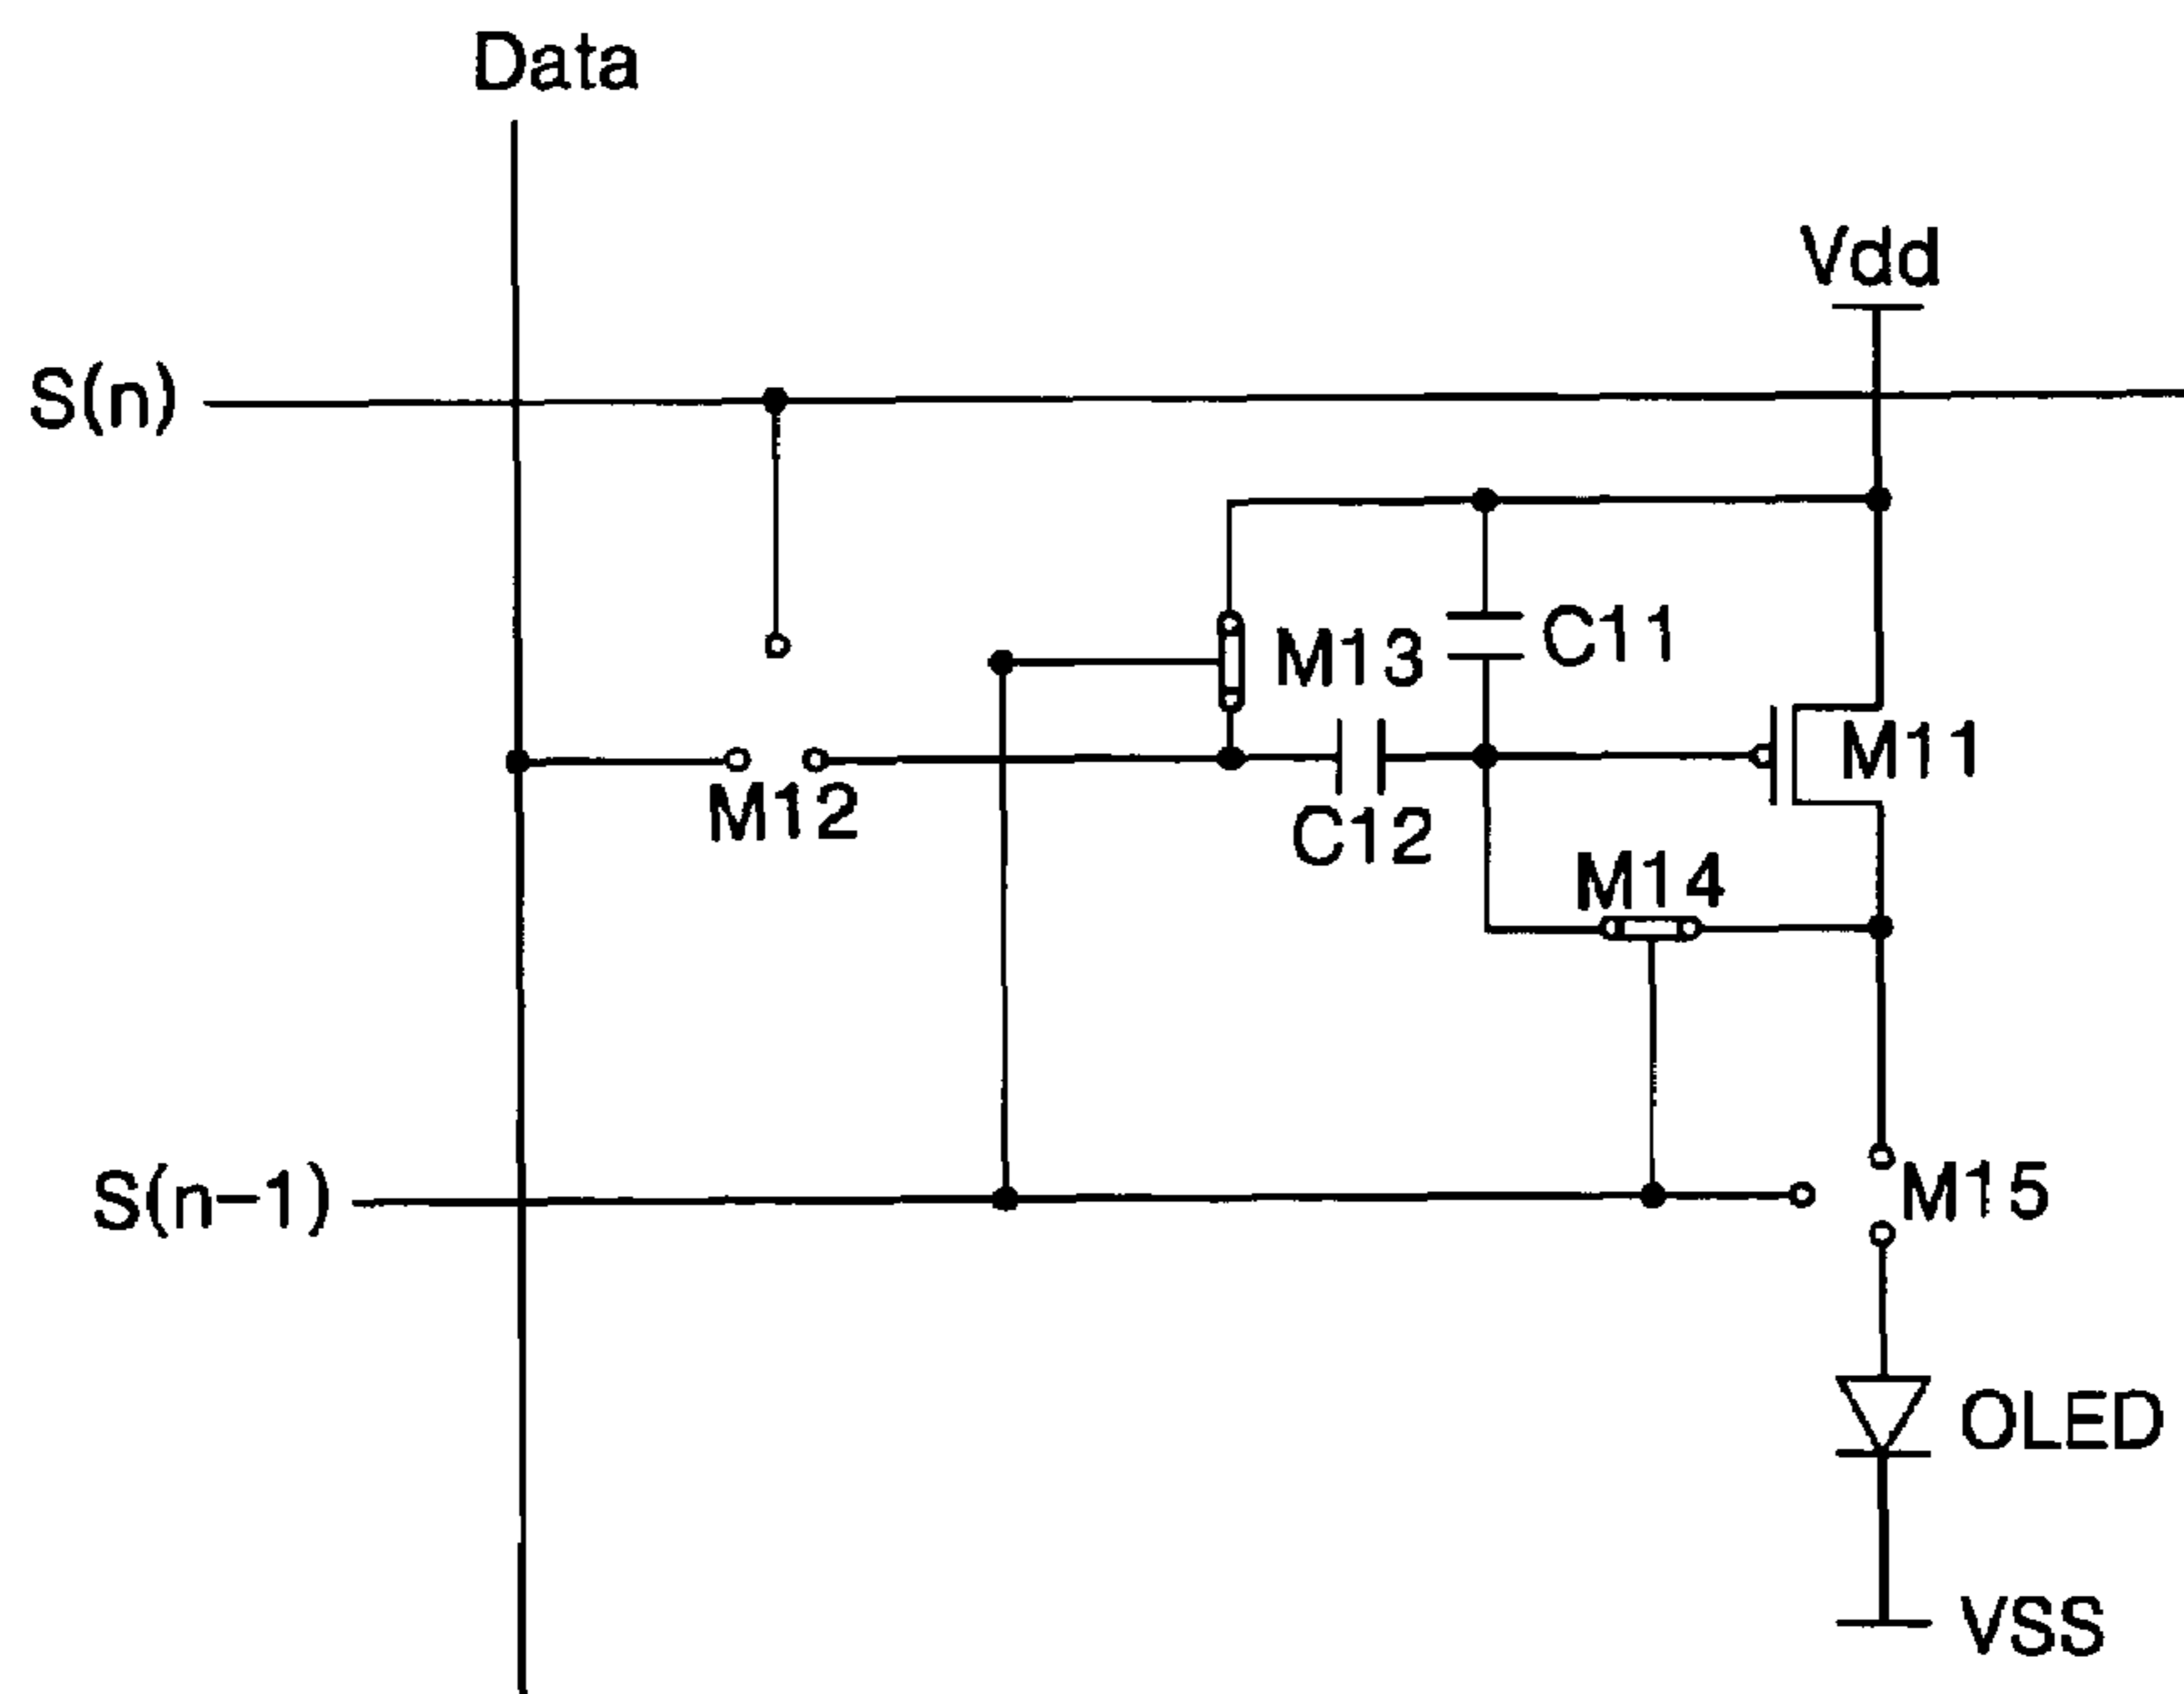 Data
Vdd
S(n)
M13
C11
M11
M12
C12
M14
S(n-1)
M15
OLED
VSS